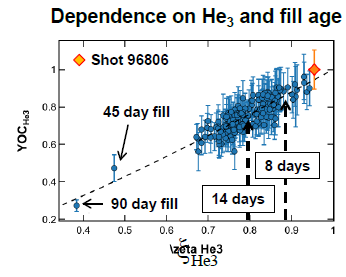 Dependence on He3 and fill age
Shot 96806
45 day fill
90 day fill
8 days
14 days
YOCHe3
1
0.8
0.6
0.4
0.2
0.4
0.5
0.6
0.7
0.8
0.9
1
\zeta He3
ξHe3